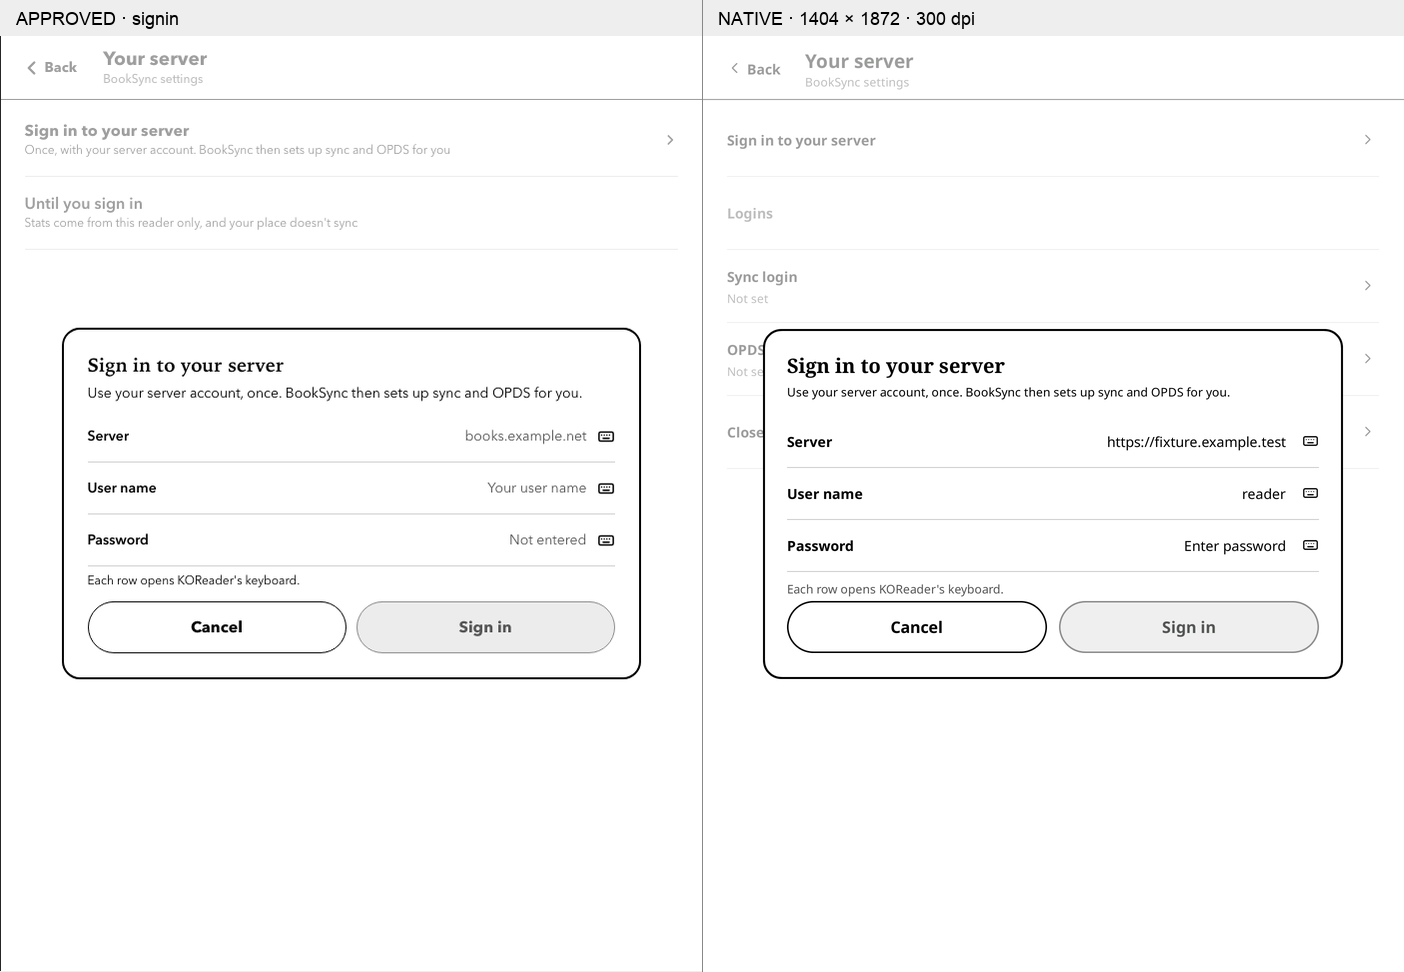 APPROVED · signin
Back
Your server
BookSync settings
Sign in to your server
Once, with your server account. BookSync then sets up sync and OPDS for you
Until you sign in
Stats come from this reader only, and your place doesn't sync
Sign in to your server
Use your server account, once. BookSync then sets up sync and OPDS for you.
Server books.example.net
User name Your user name
Password Not entered
Each row opens KOReader's keyboard.
Cancel Sign in
NATIVE · 1404 × 1872 · 300 dpi
Back
Your server
BookSync settings
Sign in to your server
Logins
Sync login
Not set
OPDS
Not se
Close
Sign in to your server
Use your server account, once. BookSync then sets up sync and OPDS for you.
Server https://fixture.example.test
User name reader
Password Enter password
Each row opens KOReader's keyboard.
Cancel Sign in